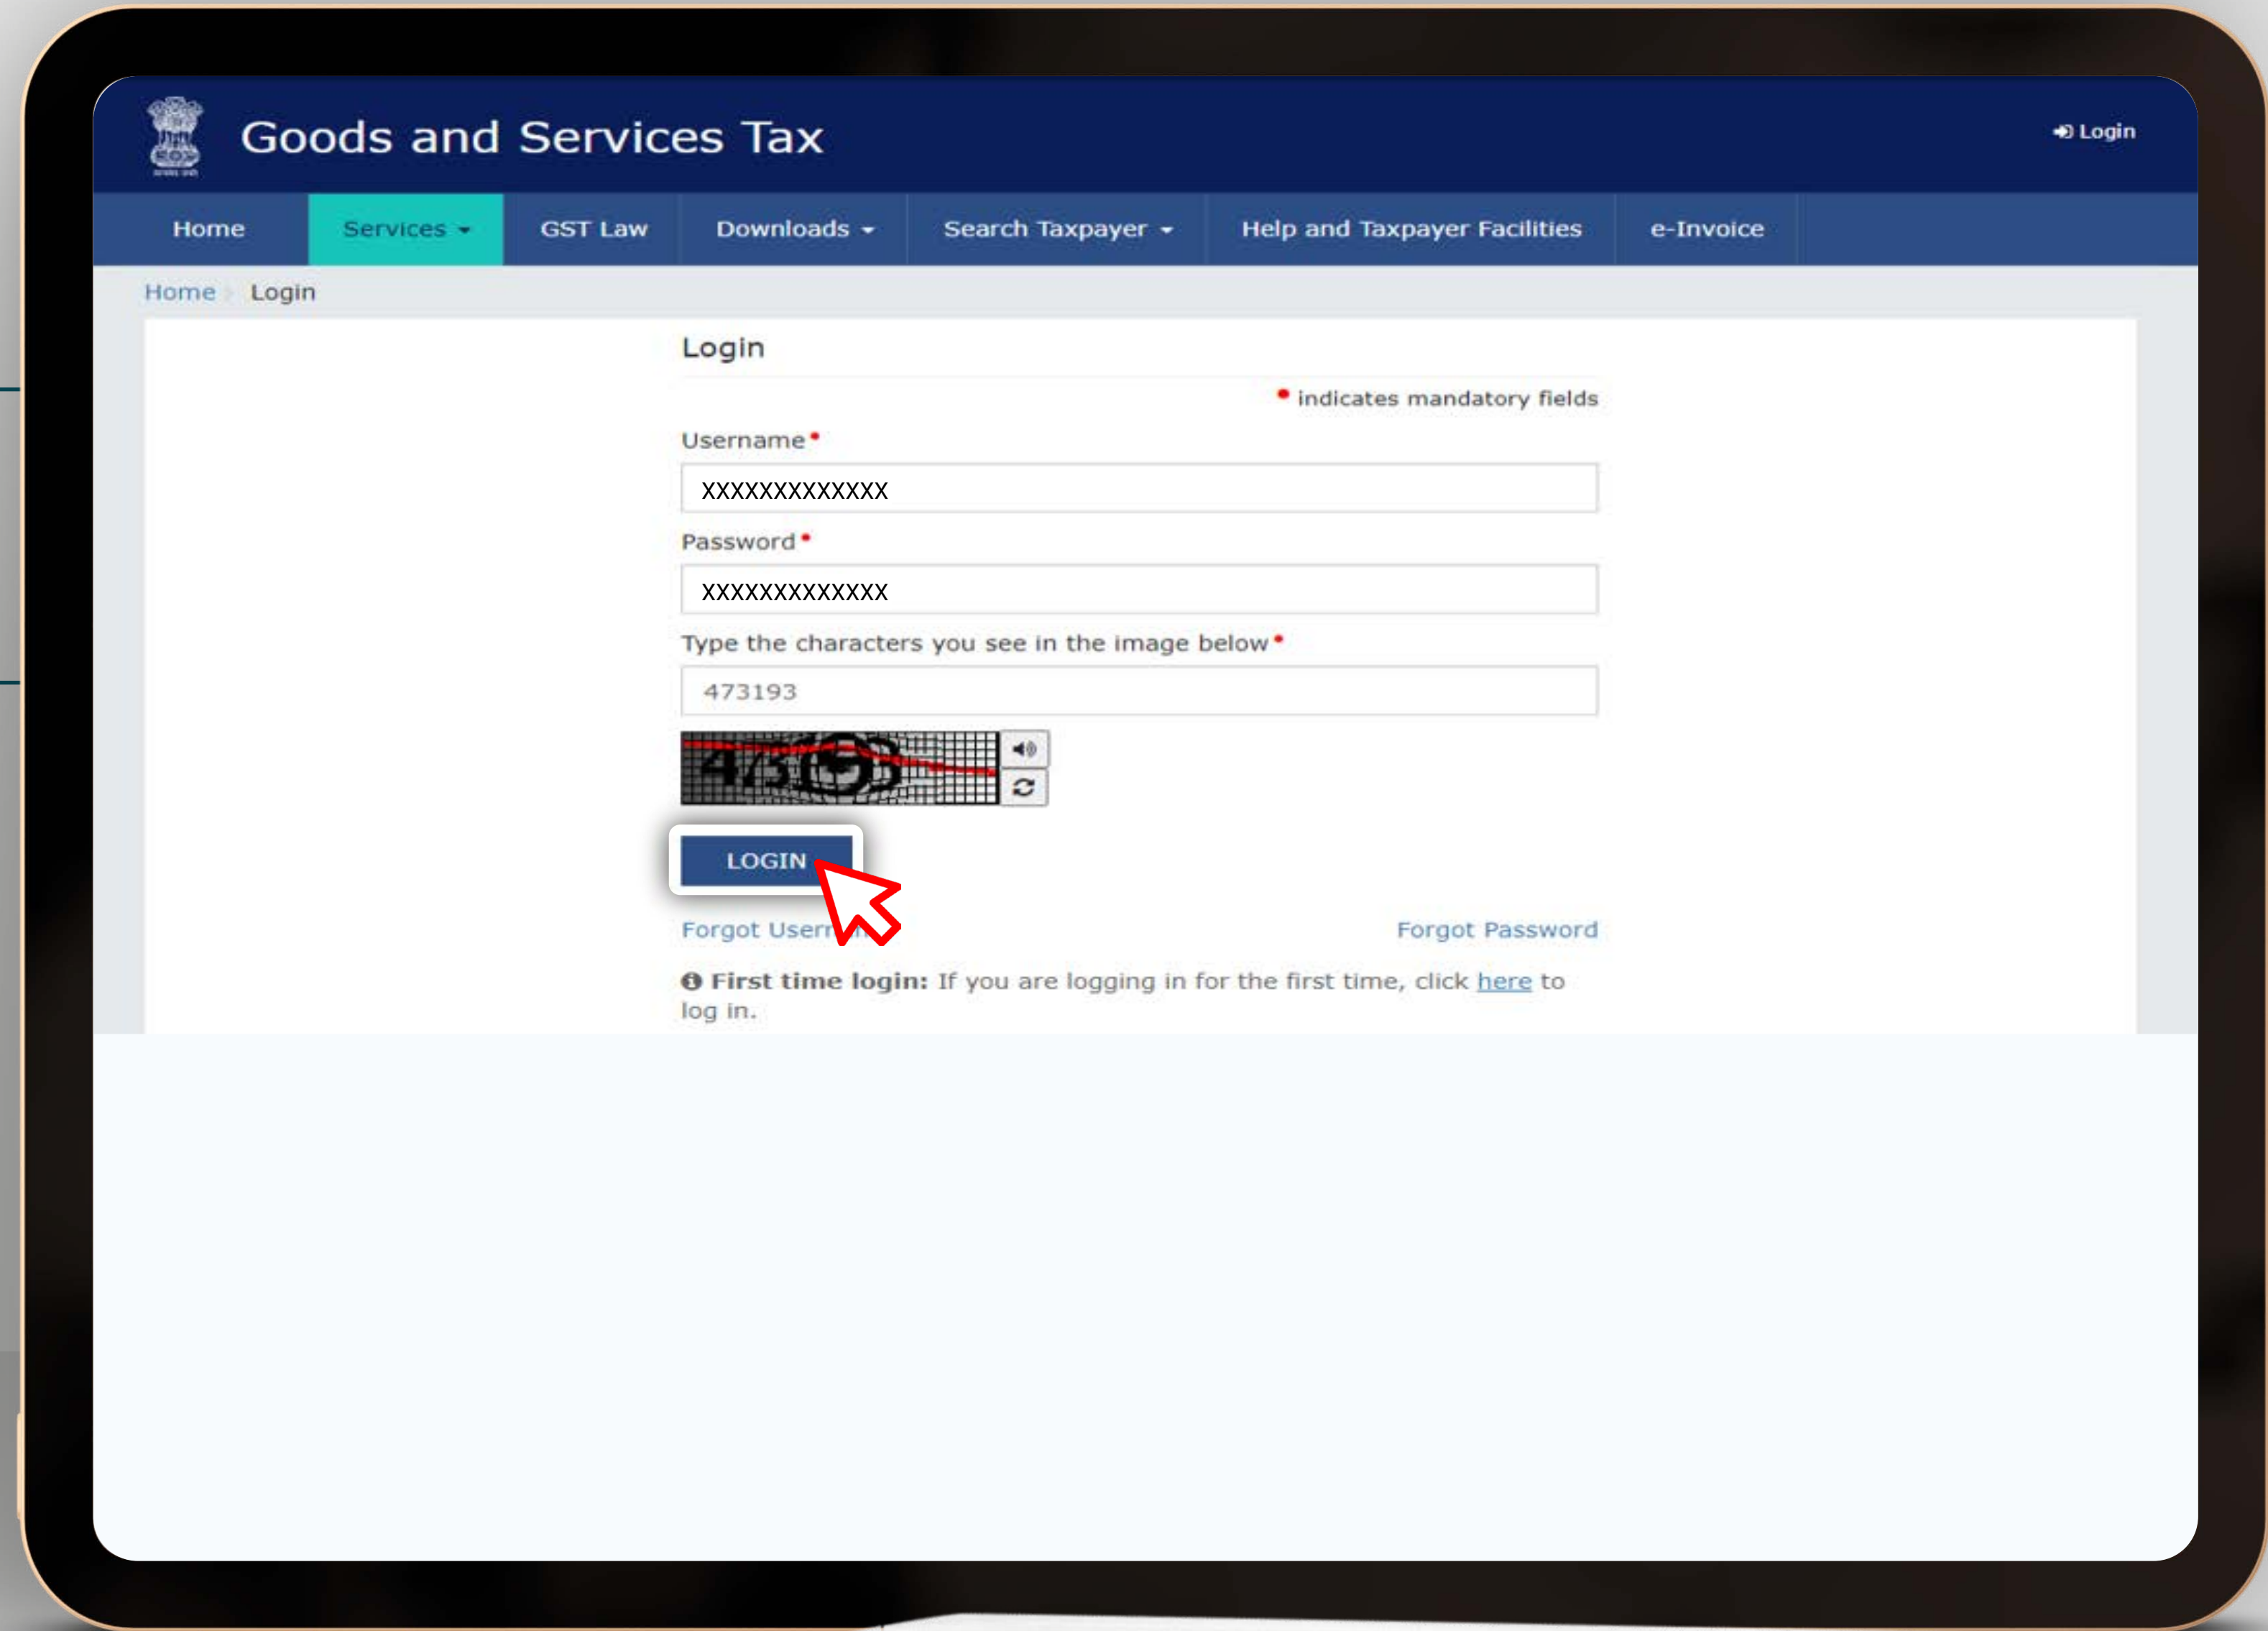 Goods and Services Tax
Login
Home Services GST Law Downloads Search Taxpayer Help and Taxpayer Facilities e-Invoice
Home Login
Login
• indicates mandatory fields
Username•
XXXXXXXXXXXXX
Password•
XXXXXXXXXXXXX
Type the characters you see in the image below•
473193
LOGIN
Forgot
Forgot Password
First time login: If you are logging in for the first time, click here to
log in.